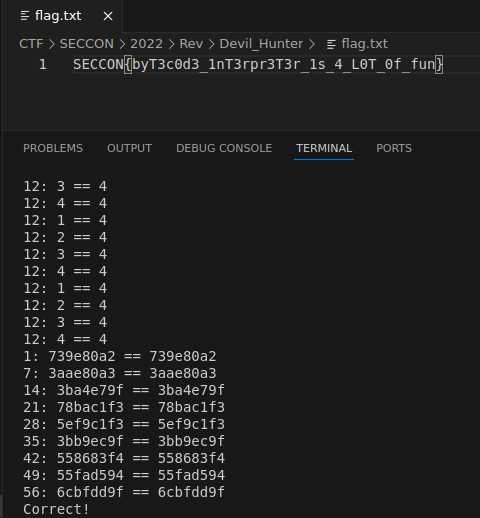 flag.txt ×
CTF > SECCON > 2022 > Rev > Devil_Hunter > flag.txt
1 SECCON{byT3c0d3_1nT3rpr3T3r_1s_4_L0T_0f_fun}
PROBLEMS OUTPUT DEBUG CONSOLE TERMINAL PORTS
12: 3 == 4
12: 4 == 4
12: 1 == 4
12: 2 == 4
12: 3 == 4
12: 4 == 4
12: 1 == 4
12: 2 == 4
12: 3 == 4
12: 4 == 4
1: 739e80a2 == 739e80a2
7: 3aae80a3 == 3aae80a3
14: 3ba4e79f == 3ba4e79f
21: 78bac1f3 == 78bac1f3
28: 5ef9c1f3 == 5ef9c1f3
35: 3bb9ec9f == 3bb9ec9f
42: 558683f4 == 558683f4
49: 55fad594 == 55fad594
56: 6cbfdd9f == 6cbfdd9f
Correct!